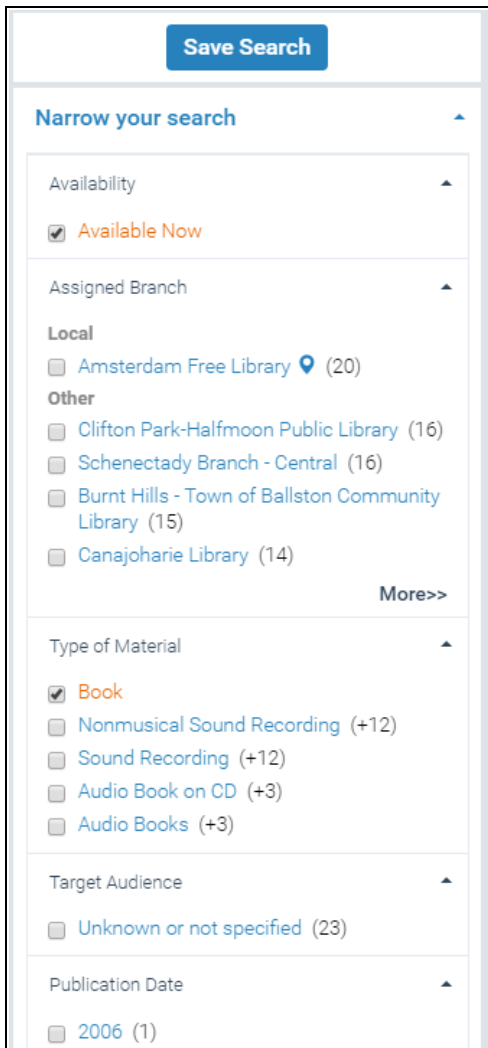 Save Search
Narrow your search
Availability
Available Now
Assigned Branch
Local
Amsterdam Free Library (20)
Other
Clifton Park-Halfmoon Public Library (16)
Schenectady Branch - Central (16)
Burnt Hills - Town of Ballston Community
Library (15)
Canajoharie Library (14)
More>>
Type of Material
Book
Nonmusical Sound Recording (+12)
Sound Recording (+12)
Audio Book on CD (+3)
Audio Books (+3)
Target Audience
Unknown or not specified (23)
Publication Date
2006 (1)